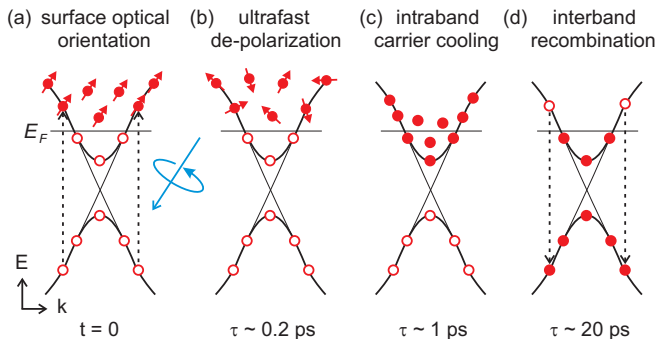 (a) surface optical orientation
(b) ultrafast de-polarization
(c) intraband carrier cooling
(d) interband recombination
E_F
E
k
t = 0
τ ~ 0.2 ps
τ ~ 1 ps
τ ~ 20 ps